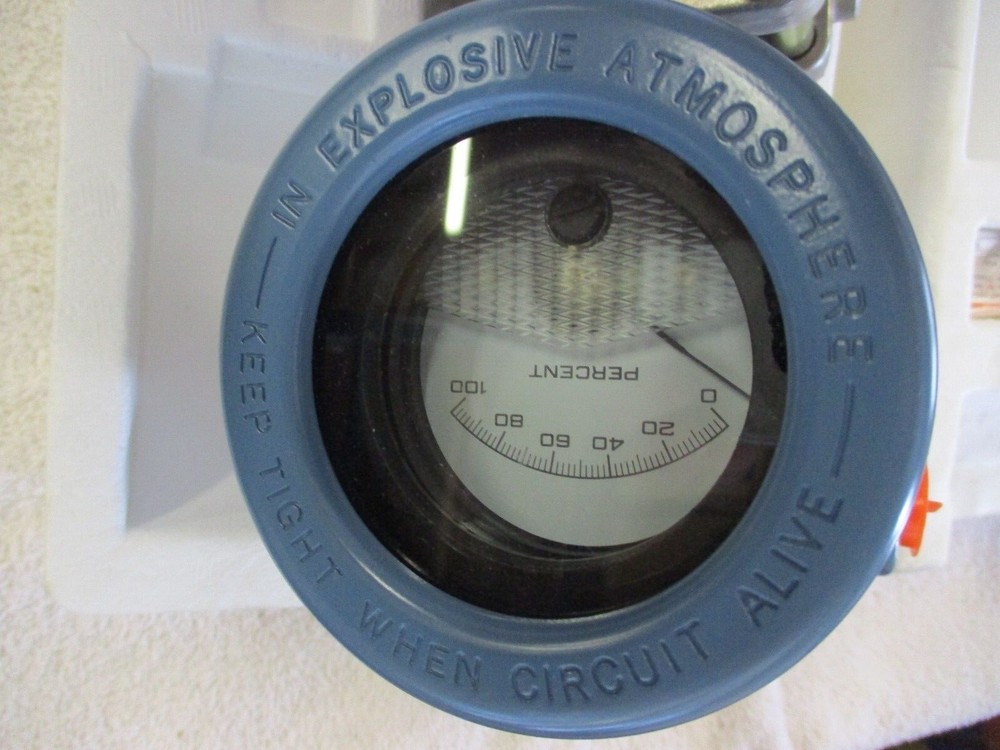 KEEP TIGHT WHEN CIRCUIT ALIVE
IN EXPLOSIVE ATMOSPHERE
PERCENT
0 20 40 60 80 100